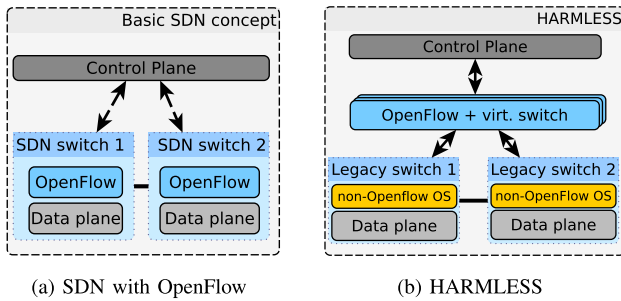 Basic SDN concept
Control Plane
SDN switch 1
SDN switch 2
OpenFlow
OpenFlow
Data plane
Data plane
(a) SDN with OpenFlow
HARMLESS
Control Plane
OpenFlow + virt. switch
Legacy switch 1
Legacy switch 2
non-Openflow OS
non-OpenFlow OS
Data plane
Data plane
(b) HARMLESS